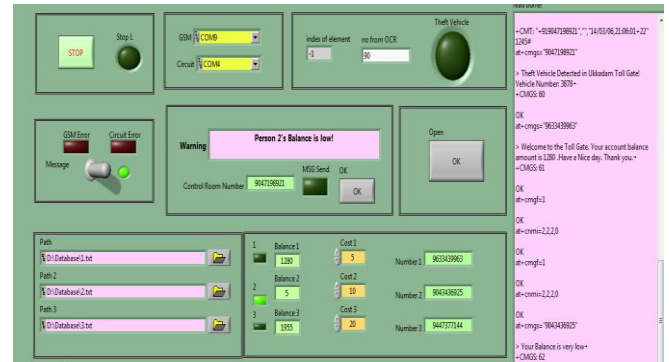 STOP
Stop L
GSM
COM9
Circuit
COM4
index of element
-1
no from OCR
90
Theft Vehicle
GSM Error
Circuit Error
Message
Warning
Person 2's Balance is low!
Control Room Number
9047198921
MSG Send
OK
OK
Open
OK
Path
D:\Database\1.txt
Path 2
D:\Database\2.txt
Path 3
D:\Database\3.txt
1
Balance 1
1280
Cost 1
5
Number 1
9633439963
2
Balance 2
5
Cost 2
10
Number 2
9043436925
3
Balance 3
1955
Cost 3
20
Number 3
9447377144
read buffer
+CMT: "+919047198921","","14/03/06,21:06:01+22"
1245#
at+cmgs="9047198921"
> Theft Vehicle Detected in Ukkadam Toll Gate!
Vehicle Number: 3878
+CMGS: 60
OK
at+cmgs="9633439963"
> Welcome to the Toll Gate. Your account balance
amount is 1280 .Have a Nice day. Thank you.
+CMGS: 61
OK
at+cmgf=1
OK
at+cnmi=2,2,2,0
OK
at+cmgf=1
OK
at+cnmi=2,2,2,0
OK
at+cmgs="9043436925"
> Your Balance is very low
+CMGS: 62